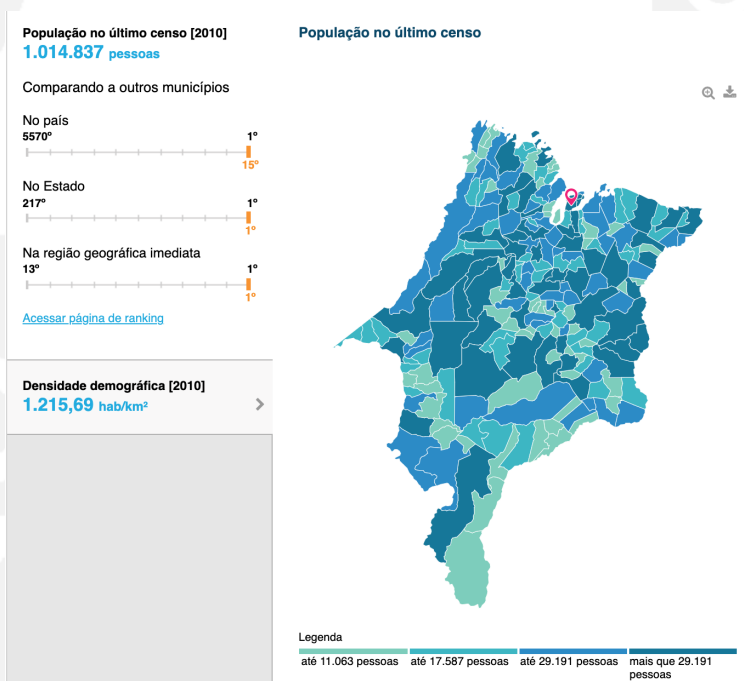 População no último censo [2010]
1.014.837 pessoas
Comparando a outros municípios
No país
5570º 1º
15º
No Estado
217º 1º
1º
Na região geográfica imediata
13º 1º
1º
Acessar página de ranking
Densidade demográfica [2010]
1.215,69 hab/km²
População no último censo
Legenda
até 11.063 pessoas
até 17.587 pessoas
até 29.191 pessoas
mais que 29.191
pessoas